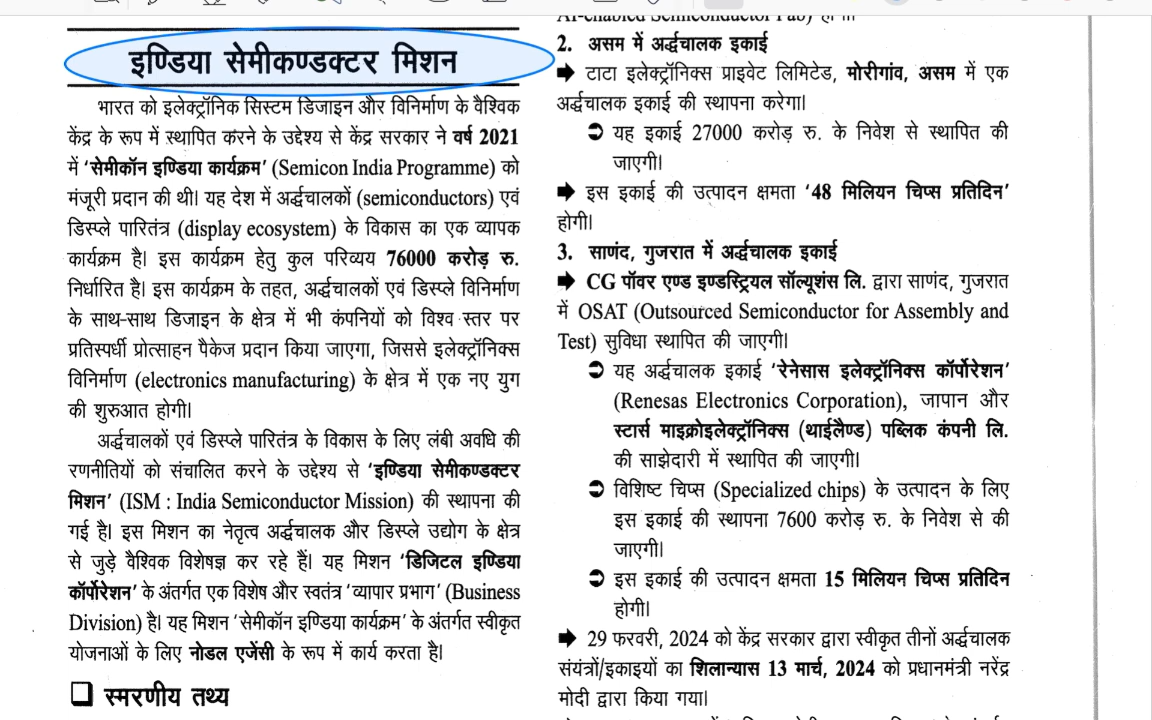 इण्डिया सेमीकण्डक्टर मिशन
भारत को इलेक्ट्रॉनिक सिस्टम डिजाइन और विनिर्माण के वैश्विक
केंद्र के रूप में स्थापित करने के उद्देश्य से केंद्र सरकार ने वर्ष 2021
में 'सेमीकॉन इण्डिया कार्यक्रम' (Semicon India Programme) को
मंजूरी प्रदान की थी। यह देश में अर्द्धचालकों (semiconductors) एवं
डिस्प्ले पारितंत्र (display ecosystem) के विकास का एक व्यापक
कार्यक्रम है। इस कार्यक्रम हेतु कुल परिव्यय 76000 करोड़ रु.
निर्धारित है। इस कार्यक्रम के तहत, अर्द्धचालकों एवं डिस्प्ले विनिर्माण
के साथ-साथ डिजाइन के क्षेत्र में भी कंपनियों को विश्व स्तर पर
प्रतिस्पर्धी प्रोत्साहन पैकेज प्रदान किया जाएगा, जिससे इलेक्ट्रॉनिक्स
विनिर्माण (electronics manufacturing) के क्षेत्र में एक नए युग
की शुरुआत होगी।
अर्द्धचालकों एवं डिस्प्ले पारितंत्र के विकास के लिए लंबी अवधि की
रणनीतियों को संचालित करने के उद्देश्य से 'इण्डिया सेमीकण्डक्टर
मिशन' (ISM : India Semiconductor Mission) की स्थापना की
गई है। इस मिशन का नेतृत्व अर्द्धचालक और डिस्प्ले उद्योग के क्षेत्र
से जुड़े वैश्विक विशेषज्ञ कर रहे हैं। यह मिशन 'डिजिटल इण्डिया
कॉर्पोरेशन' के अंतर्गत एक विशेष और स्वतंत्र 'व्यापार प्रभाग' (Business
Division) है। यह मिशन 'सेमीकॉन इण्डिया कार्यक्रम' के अंतर्गत स्वीकृत
योजनाओं के लिए नोडल एजेंसी के रूप में कार्य करता है।
❑ स्मरणीय तथ्य
AI-enabled Semiconductor Fab) होगा।
2. असम में अर्द्धचालक इकाई
➡ टाटा इलेक्ट्रॉनिक्स प्राइवेट लिमिटेड, मोरीगांव, असम में एक
अर्द्धचालक इकाई की स्थापना करेगा।
➲ यह इकाई 27000 करोड़ रु. के निवेश से स्थापित की
जाएगी।
➡ इस इकाई की उत्पादन क्षमता '48 मिलियन चिप्स प्रतिदिन'
होगी।
3. साणंद, गुजरात में अर्द्धचालक इकाई
➡ CG पॉवर एण्ड इण्डस्ट्रियल सॉल्यूशंस लि. द्वारा साणंद, गुजरात
में OSAT (Outsourced Semiconductor for Assembly and
Test) सुविधा स्थापित की जाएगी।
➲ यह अर्द्धचालक इकाई 'रेनेसास इलेक्ट्रॉनिक्स कॉर्पोरेशन'
(Renesas Electronics Corporation), जापान और
स्टार्स माइक्रोइलेक्ट्रॉनिक्स (थाईलैण्ड) पब्लिक कंपनी लि.
की साझेदारी में स्थापित की जाएगी।
➲ विशिष्ट चिप्स (Specialized chips) के उत्पादन के लिए
इस इकाई की स्थापना 7600 करोड़ रु. के निवेश से की
जाएगी।
➲ इस इकाई की उत्पादन क्षमता 15 मिलियन चिप्स प्रतिदिन
होगी।
➡ 29 फरवरी, 2024 को केंद्र सरकार द्वारा स्वीकृत तीनों अर्द्धचालक
संयंत्रों/इकाइयों का शिलान्यास 13 मार्च, 2024 को प्रधानमंत्री नरेंद्र
मोदी द्वारा किया गया।